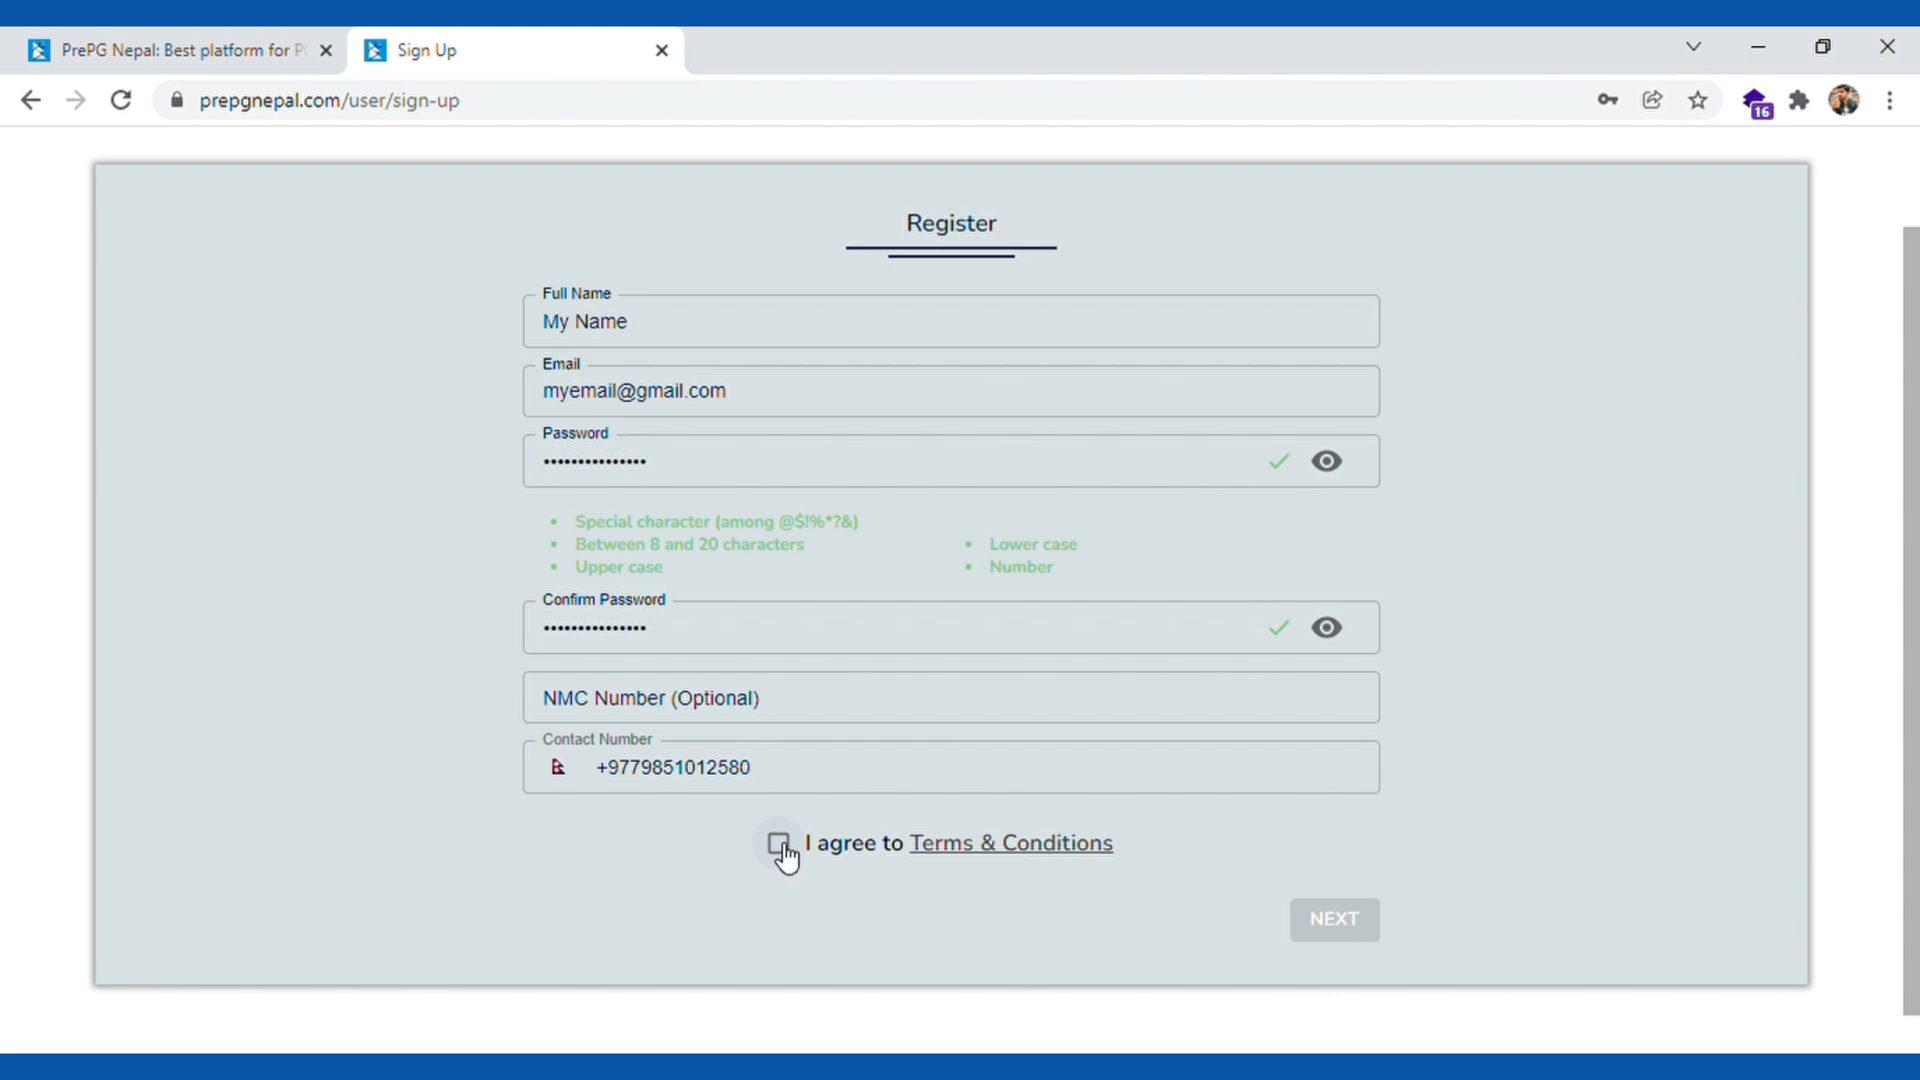 PrePG Nepal: Best platform for P
Sign Up
prepgnepal.com/user/sign-up
16
Register
Full Name
My Name
Email
myemail@gmail.com
Password
•••••••••••••••
• Special character (among @$!%*?&)
• Between 8 and 20 characters
• Lower case
• Upper case
• Number
Confirm Password
•••••••••••••••
NMC Number (Optional)
Contact Number
+9779851012580
I agree to Terms & Conditions
NEXT